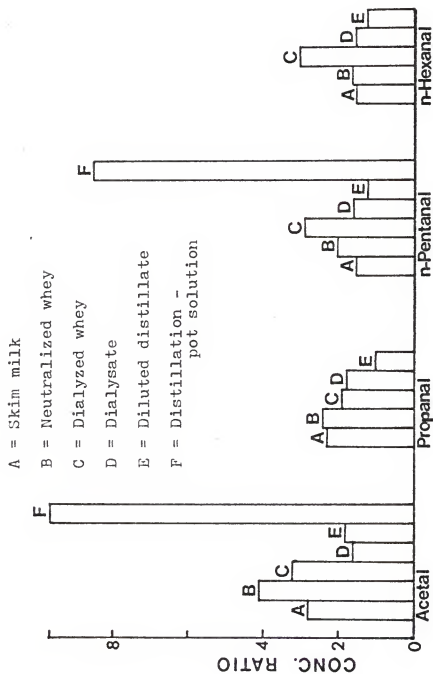 A = Skim milk
B = Neutralized whey
C = Dialyzed whey
D = Dialysate
E = Diluted distillate
F = Distillation -
pot solution
CONC. RATIO
8
4
2
0
A
B
C
D
E
F
Acetal
A
B
C
D
E
Propanal
A
B
C
D
E
F
n-Pentanal
A
B
C
D
E
n-Hexanal